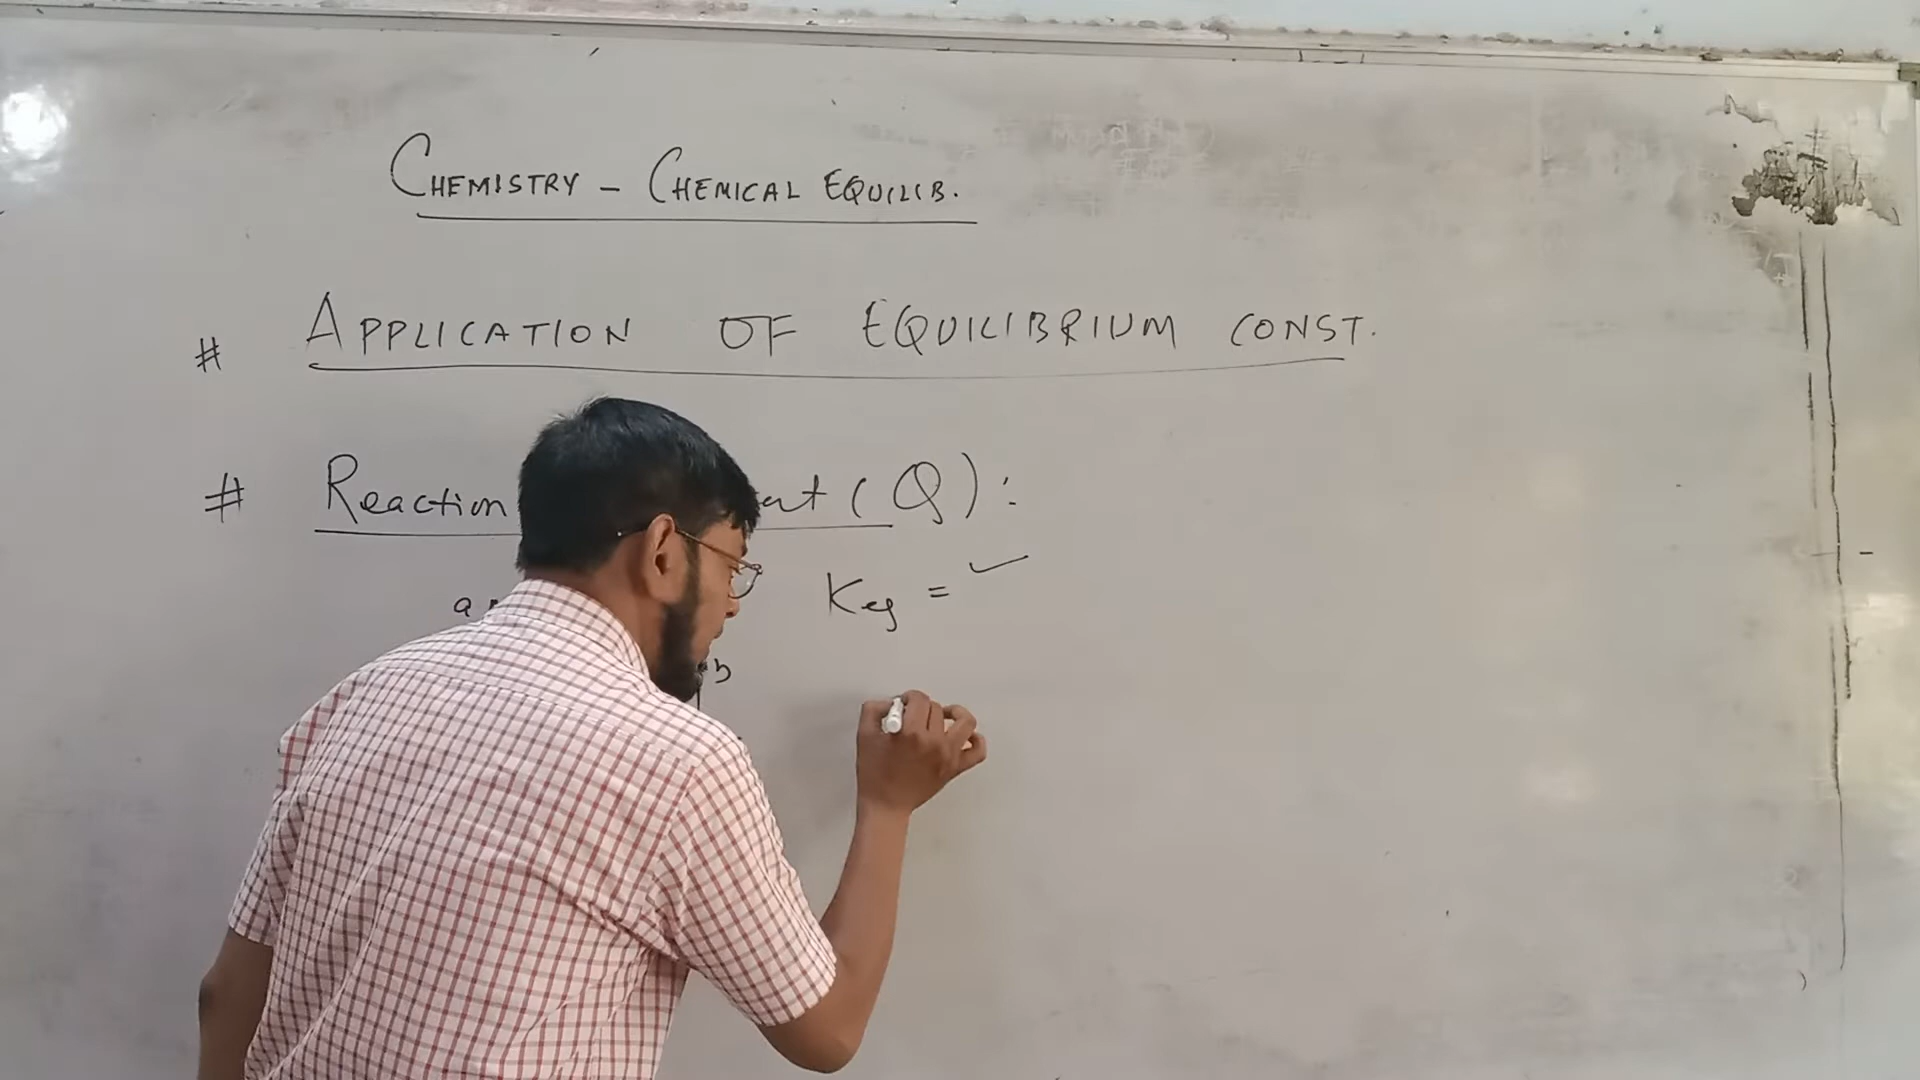 CHEMISTRY - CHEMICAL EQUILIB.
# APPLICATION OF EQUILIBRIUM CONST.
# Reaction (Q):
a Keq = ✓
b